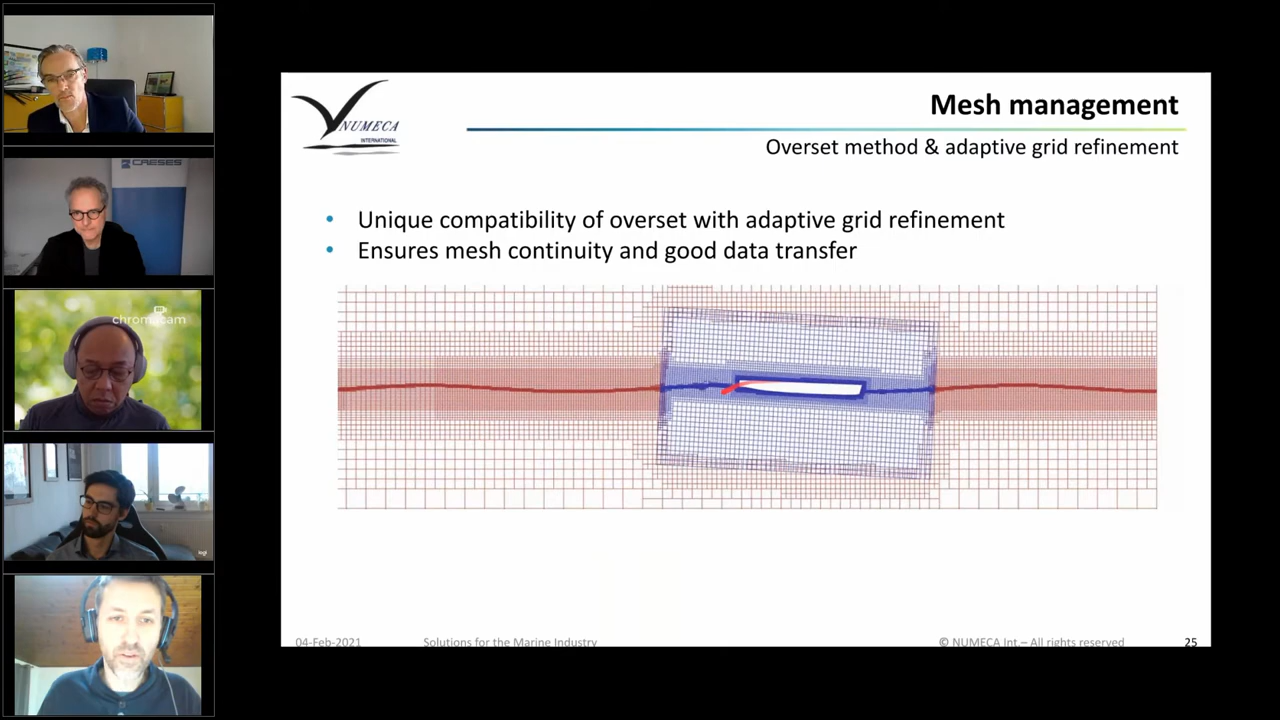 CAESES
chromacam
logi
NUMECA
INTERNATIONAL
Mesh management
Overset method & adaptive grid refinement
• Unique compatibility of overset with adaptive grid refinement
• Ensures mesh continuity and good data transfer
04-Feb-2021
Solutions for the Marine Industry
© NUMECA Int.– All rights reserved
25